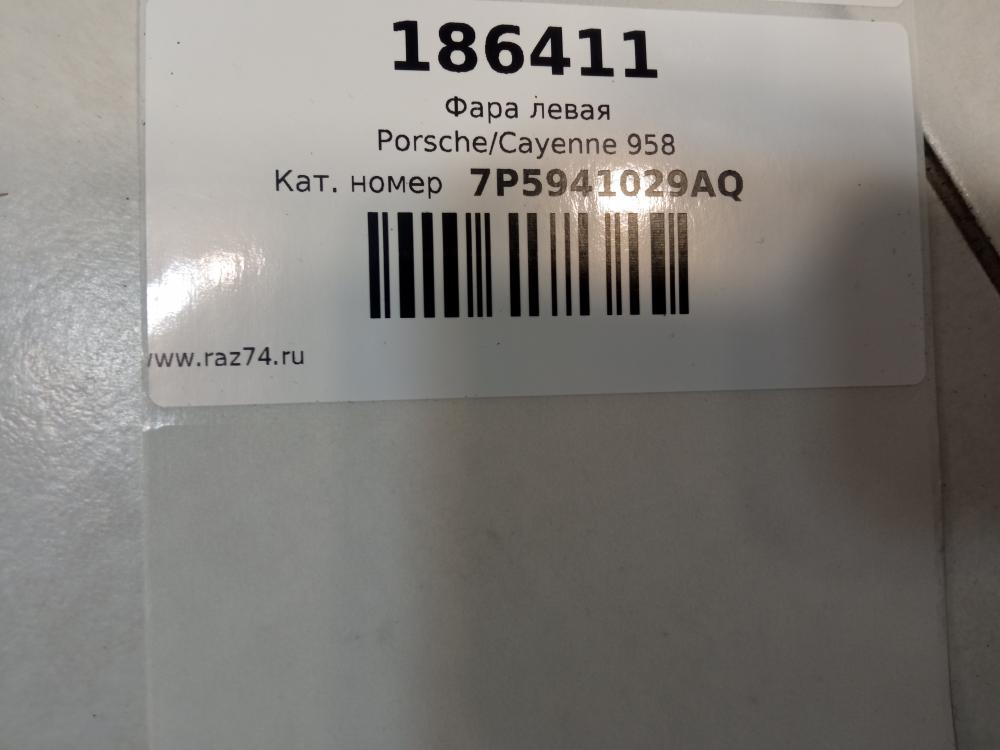 186411
Фара левая
Porsche/Cayenne 958
Кат. номер 7P5941029AQ
www.raz74.ru